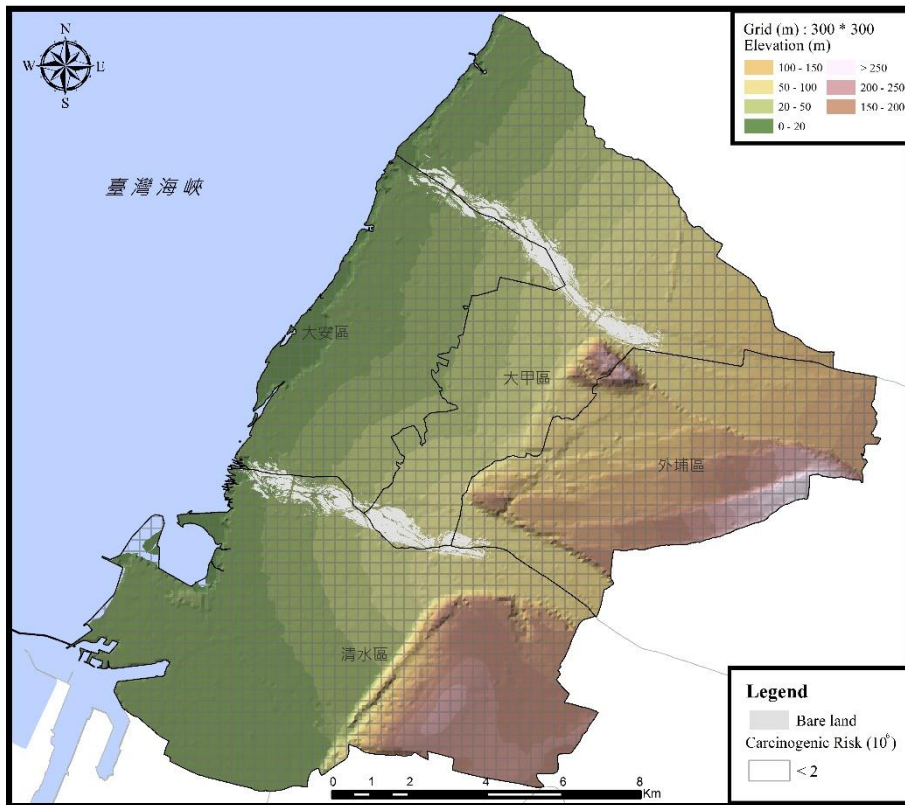 N
W E
S
Grid (m) : 300 * 300
Elevation (m)
100 - 150 > 250
50 - 100 200 - 250
20 - 50 150 - 200
0 - 20
臺灣海峽
大安區
大甲區
外埔區
清水區
Legend
Bare land
Carcinogenic Risk (10⁶)
< 2
0 1 2 4 6 8
Km